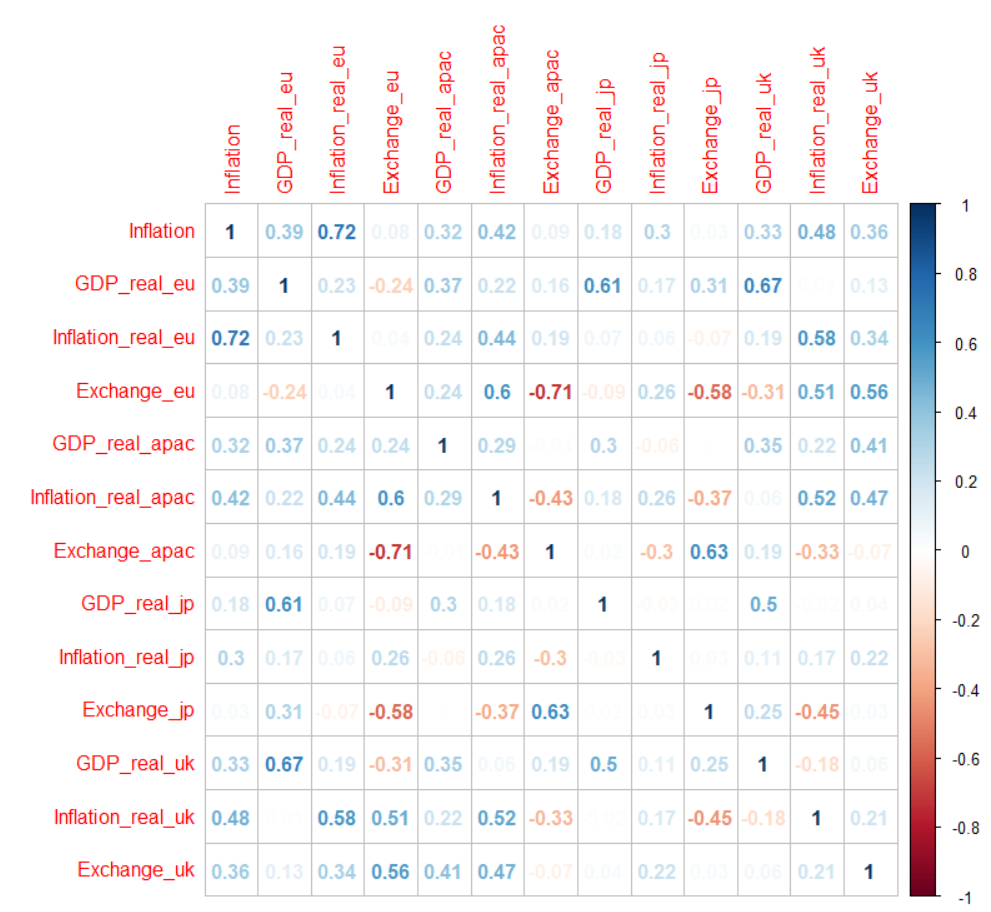 Inflation GDP_real_eu Inflation_real_eu Exchange_eu GDP_real_apac Inflation_real_apac Exchange_apac GDP_real_jp Inflation_real_jp Exchange_jp GDP_real_uk Inflation_real_uk Exchange_uk
Inflation 1 0.39 0.72 0.08 0.32 0.42 0.09 0.18 0.3 0.03 0.33 0.48 0.36
GDP_real_eu 0.39 1 0.23 -0.24 0.37 0.22 0.16 0.61 0.17 0.31 0.67 0.13
Inflation_real_eu 0.72 0.23 1 0.04 0.24 0.44 0.19 0.07 0.06 -0.07 0.19 0.58 0.34
Exchange_eu 0.08 -0.24 0.04 1 0.24 0.6 -0.71 -0.09 0.26 -0.58 -0.31 0.51 0.56
GDP_real_apac 0.32 0.37 0.24 0.24 1 0.29 -0.01 0.3 -0.06 0.35 0.22 0.41
Inflation_real_apac 0.42 0.22 0.44 0.6 0.29 1 -0.43 0.18 0.26 -0.37 0.06 0.52 0.47
Exchange_apac 0.09 0.16 0.19 -0.71 -0.01 -0.43 1 0.02 -0.3 0.63 0.19 -0.33 -0.07
GDP_real_jp 0.18 0.61 0.07 -0.09 0.3 0.18 0.02 1 -0.03 0.02 0.5 -0.02 0.04
Inflation_real_jp 0.3 0.17 0.06 0.26 -0.06 0.26 -0.3 -0.03 1 0.03 0.11 0.17 0.22
Exchange_jp 0.03 0.31 -0.07 -0.58 -0.37 0.63 0.02 0.03 1 0.25 -0.45 0.03
GDP_real_uk 0.33 0.67 0.19 -0.31 0.35 0.06 0.19 0.5 0.11 0.25 1 -0.18 0.06
Inflation_real_uk 0.48 0.58 0.51 0.22 0.52 -0.33 -0.02 0.17 -0.45 -0.18 1 0.21
Exchange_uk 0.36 0.13 0.34 0.56 0.41 0.47 -0.07 0.04 0.22 0.03 0.06 0.21 1
1
0.8
0.6
0.4
0.2
0
-0.2
-0.4
-0.6
-0.8
-1